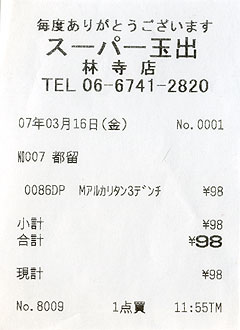 毎度ありがとうございます
スーパー玉出
林寺店
TEL 06-6741-2820
07年03月16日(金) No.0001
N0007 都留
0086DP Mアルカリタン3デンチ ¥98
小計 ¥98
合計 ¥98
現計 ¥98
No.8009 1点買 11:55TM